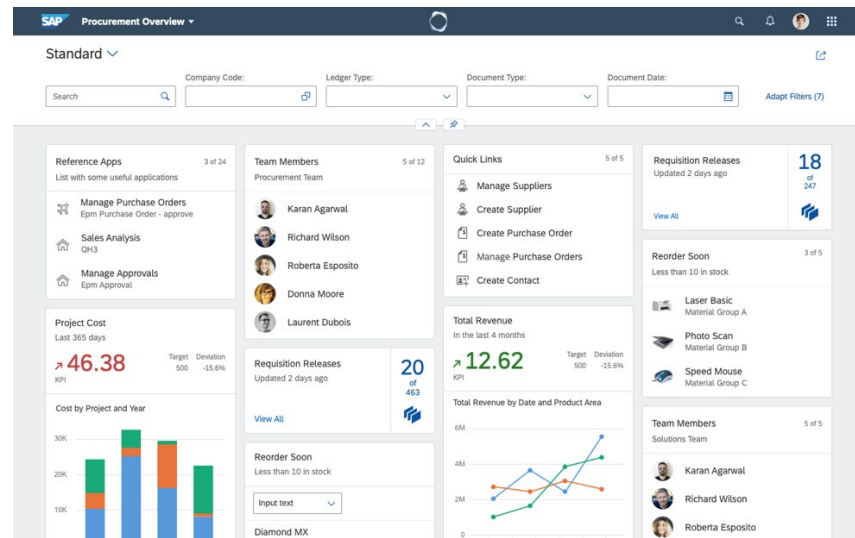 SAP
Procurement Overview
Standard
Search
Company Code:
Ledger Type:
Document Type:
Document Date:
Adapt Filters (7)
Reference Apps
3 of 24
List with some useful applications
Manage Purchase Orders
Epm Purchase Order - approve
Sales Analysis
QH3
Manage Approvals
Epm Approval
Project Cost
Last 365 days
46.38
KPI
Target
500
Deviation
-15.6%
Cost by Project and Year
30K
20K
10K
Team Members
5 of 12
Procurement Team
Karan Agarwal
Richard Wilson
Roberta Esposito
Donna Moore
Laurent Dubois
Requisition Releases
Updated 2 days ago
View All
20
of
463
Reorder Soon
Less than 10 in stock
Input text
Diamond MX
Quick Links
5 of 5
Manage Suppliers
Create Supplier
Create Purchase Order
Manage Purchase Orders
Create Contact
Total Revenue
In the last 4 months
12.62
KPI
Target
500
Deviation
-15.6%
Total Revenue by Date and Product Area
6M
4M
2M
0
Requisition Releases
Updated 2 days ago
View All
18
of
247
Reorder Soon
3 of 5
Less than 10 in stock
Laser Basic
Material Group A
Photo Scan
Material Group B
Speed Mouse
Material Group C
Team Members
5 of 5
Solutions Team
Karan Agarwal
Richard Wilson
Roberta Esposito